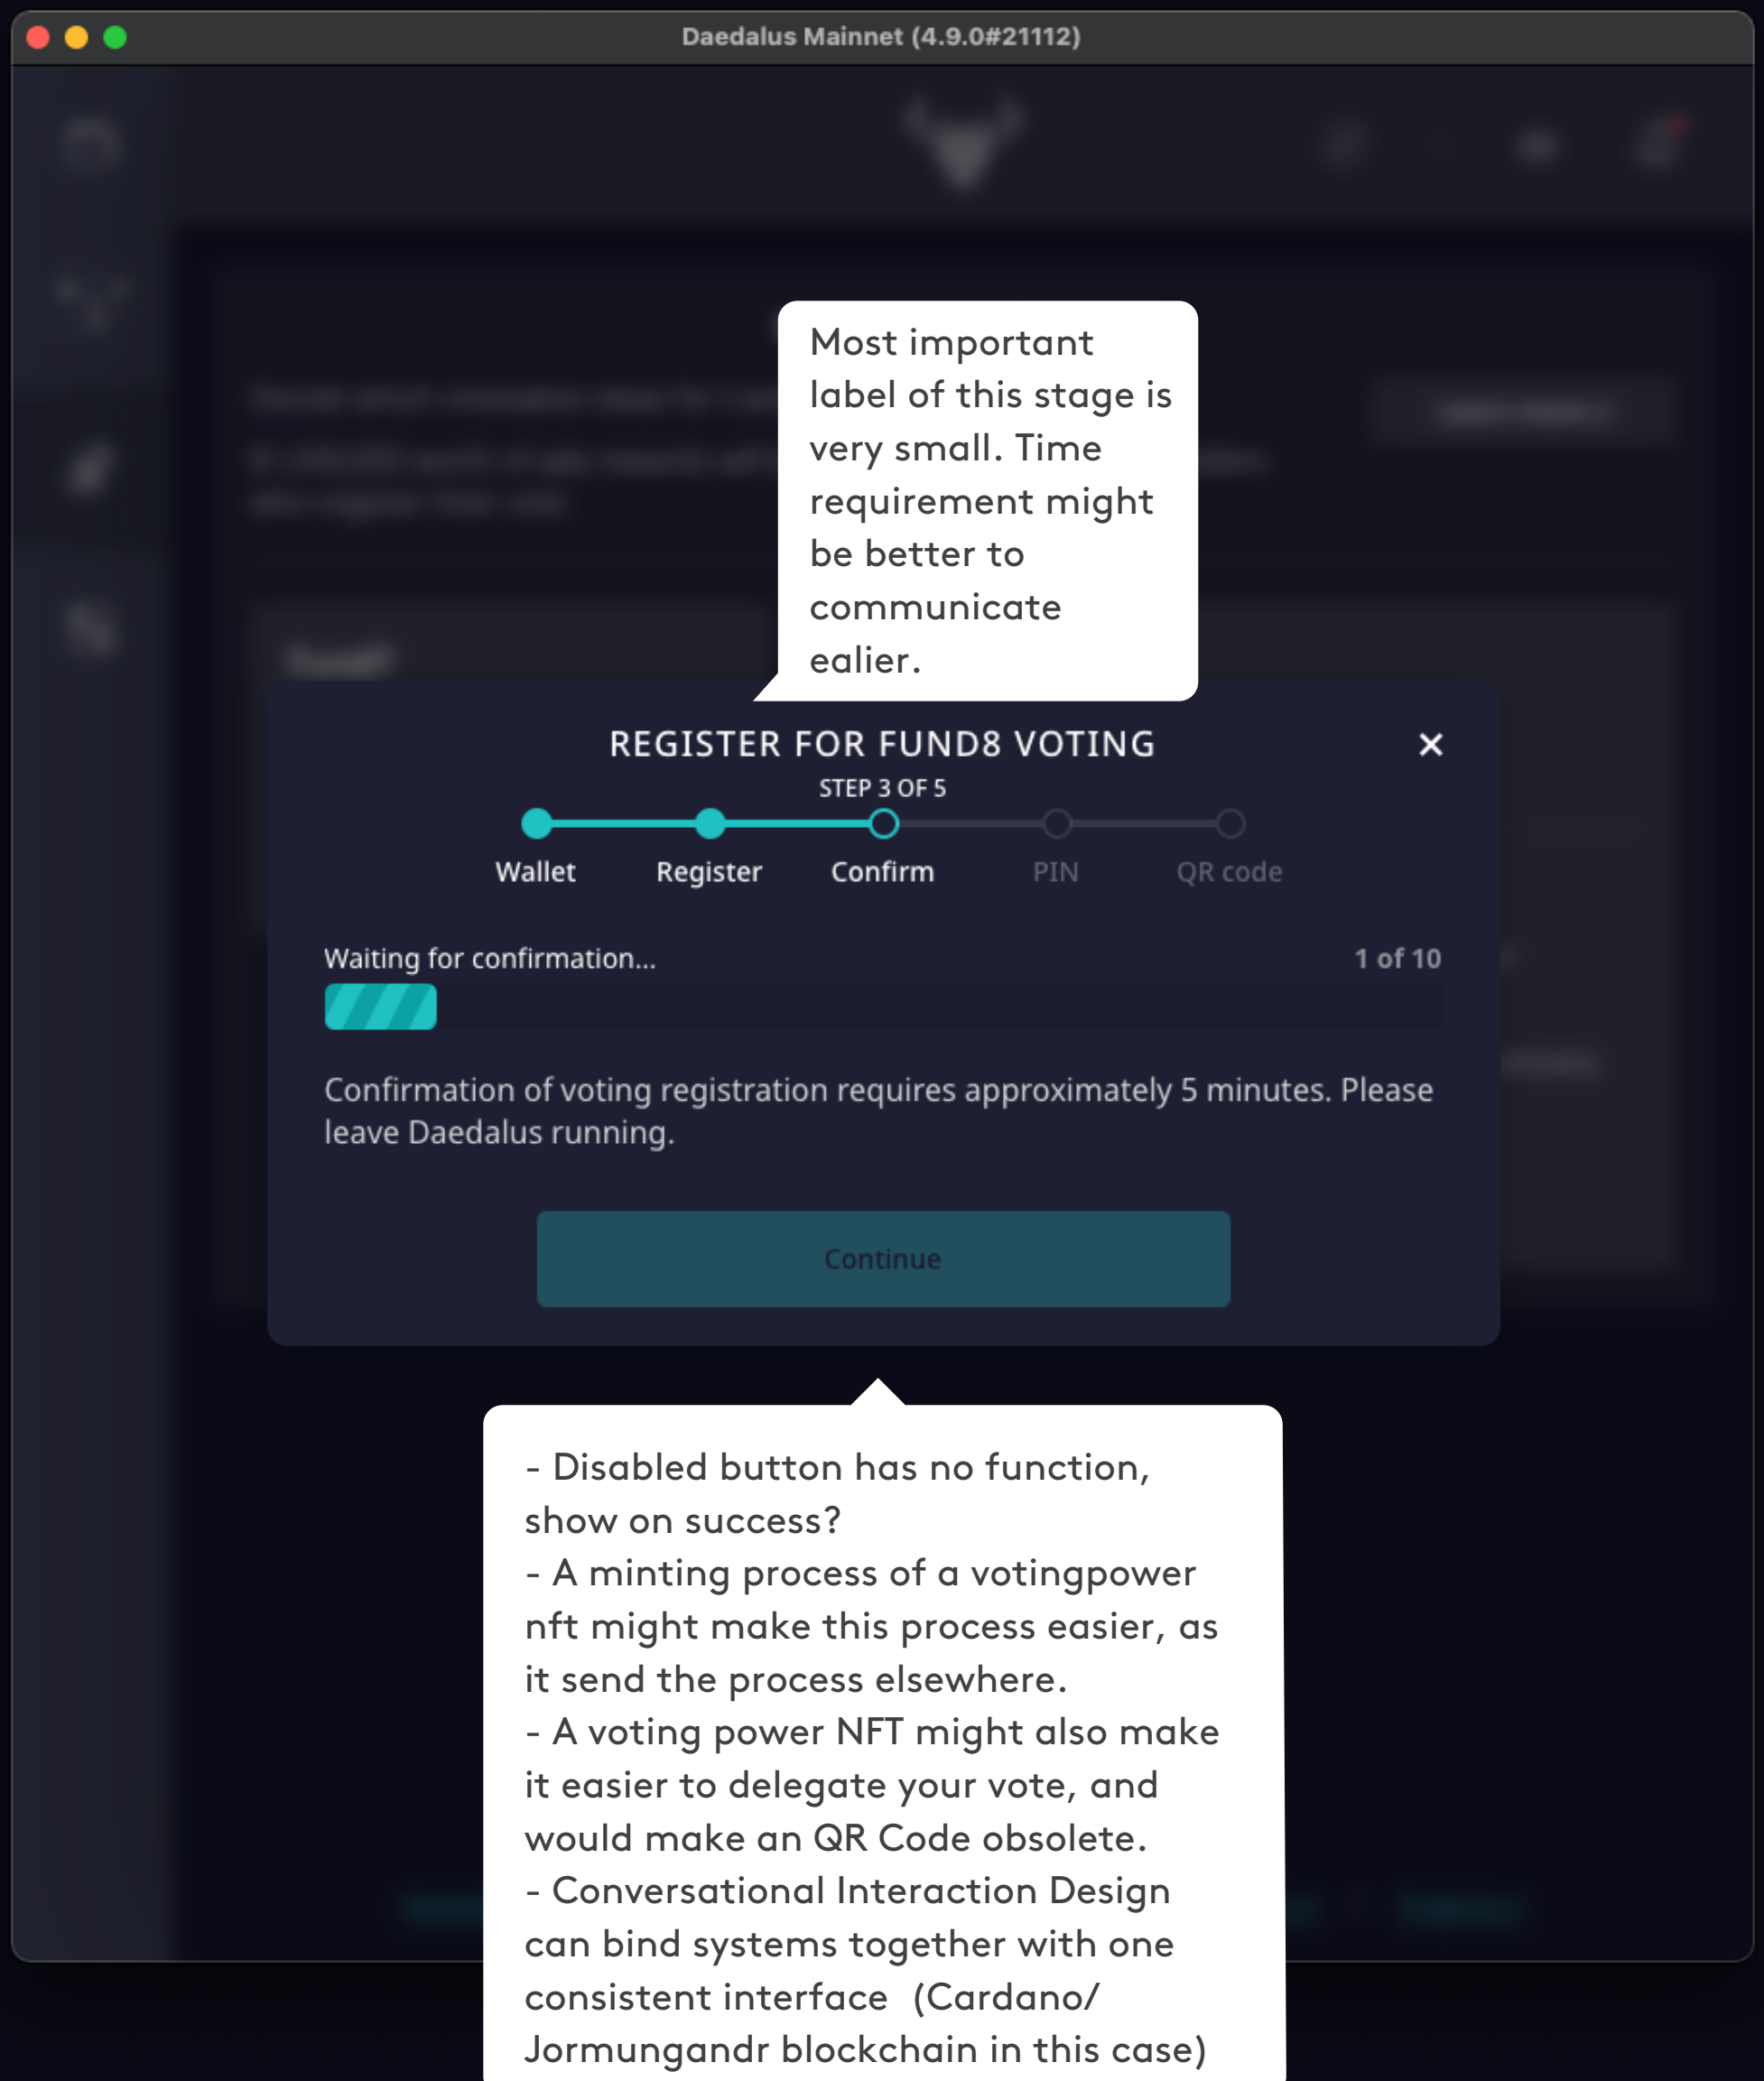 Daedalus Mainnet (4.9.0#21112)
Most important
label of this stage is
very small. Time
requirement might
be better to
communicate
ealier.
REGISTER FOR FUND8 VOTING
STEP 3 OF 5
Wallet Register Confirm PIN QR code
Waiting for confirmation... 1 of 10
Confirmation of voting registration requires approximately 5 minutes. Please
leave Daedalus running.
Continue
- Disabled button has no function,
show on success?
- A minting process of a votingpower
nft might make this process easier, as
it send the process elsewhere.
- A voting power NFT might also make
it easier to delegate your vote, and
would make an QR Code obsolete.
- Conversational Interaction Design
can bind systems together with one
consistent interface  (Cardano/
Jormungandr blockchain in this case)